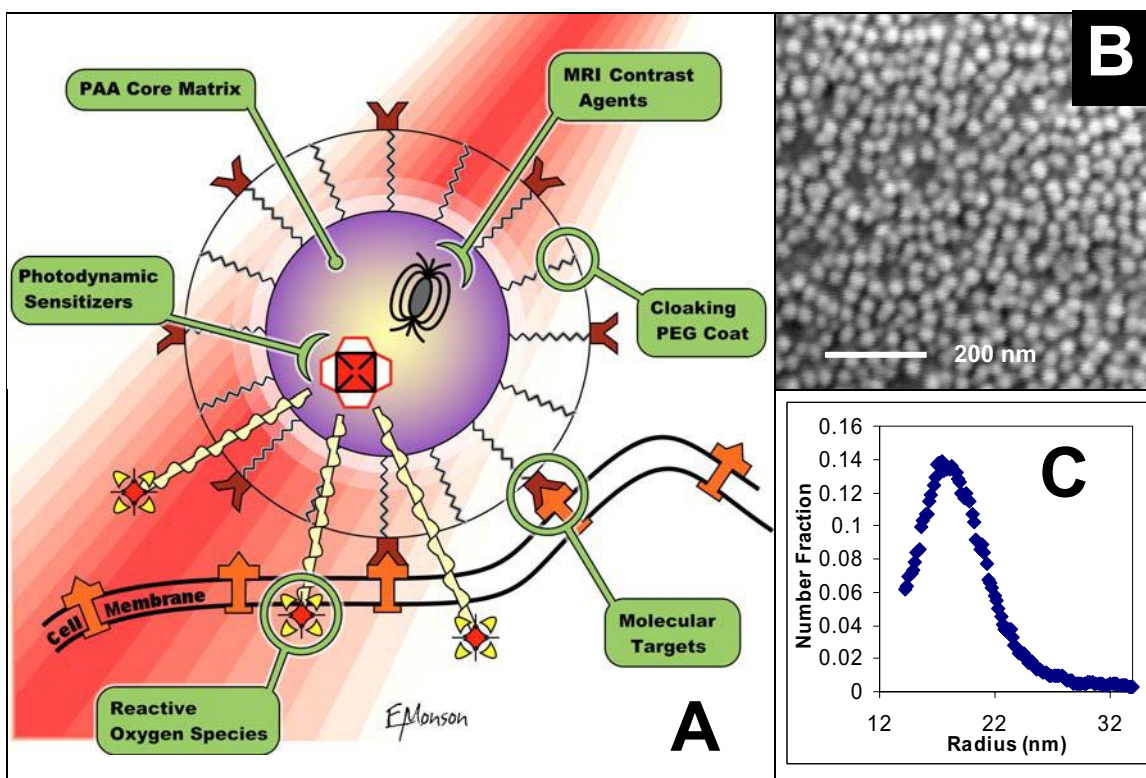 PAA Core Matrix
MRI Contrast
Agents
Photodynamic
Sensitizers
Cloaking
PEG Coat
Cell Membrane
Molecular
Targets
Reactive
Oxygen Species
EMonson
A
B
200 nm
C
0.16
0.14
0.12
0.1
0.08
0.06
0.04
0.02
0
Number Fraction
12
22
32
Radius (nm)